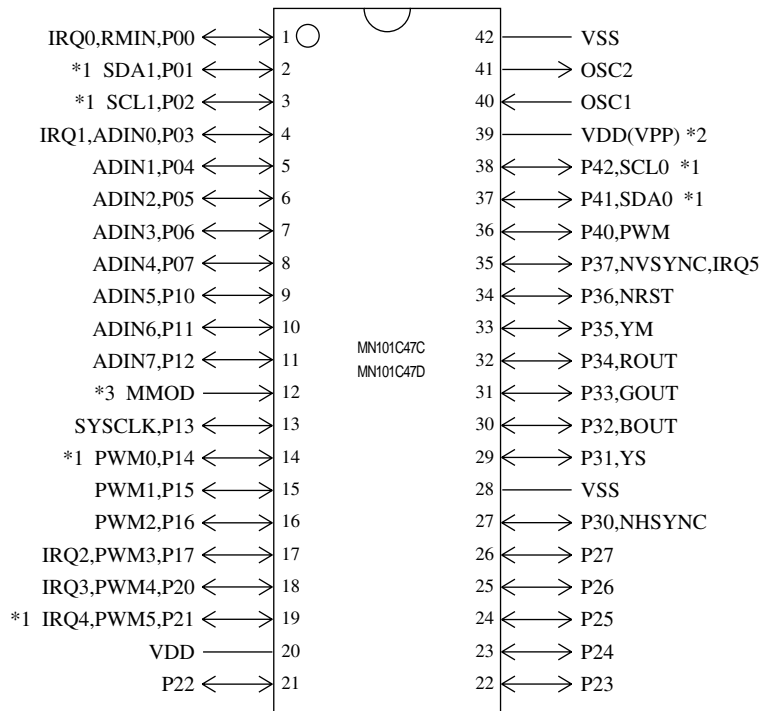 IRQ0,RMIN,P00 1 42 VSS
*1 SDA1,P01 2 41 OSC2
*1 SCL1,P02 3 40 OSC1
IRQ1,ADIN0,P03 4 39 VDD(VPP) *2
ADIN1,P04 5 38 P42,SCL0 *1
ADIN2,P05 6 37 P41,SDA0 *1
ADIN3,P06 7 36 P40,PWM
ADIN4,P07 8 35 P37,NVSYNC,IRQ5
ADIN5,P10 9 34 P36,NRST
ADIN6,P11 10 33 P35,YM
MN101C47C
ADIN7,P12 11 32 P34,ROUT
MN101C47D
*3 MMOD 12 31 P33,GOUT
SYSCLK,P13 13 30 P32,BOUT
*1 PWM0,P14 14 29 P31,YS
PWM1,P15 15 28 VSS
PWM2,P16 16 27 P30,NHSYNC
IRQ2,PWM3,P17 17 26 P27
IRQ3,PWM4,P20 18 25 P26
*1 IRQ4,PWM5,P21 19 24 P25
VDD 20 23 P24
P22 21 22 P23